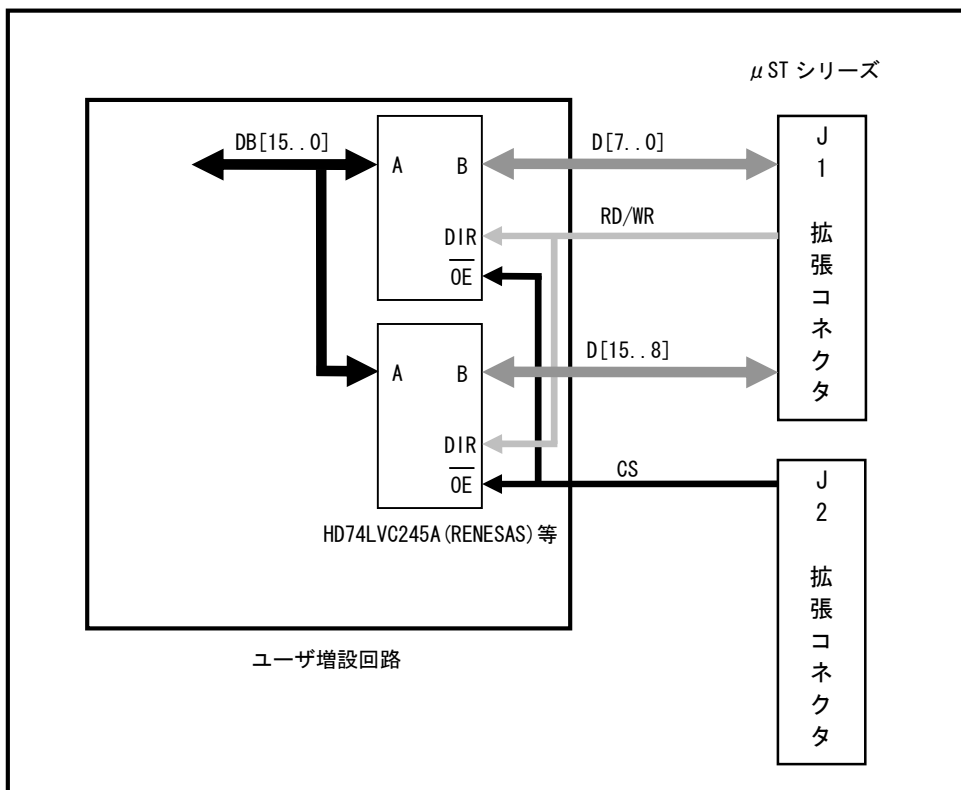 μST シリーズ
DB[15..0]
A
B
DIR
OE
D[7..0]
RD/WR
J
1
拡
張
コ
ネ
ク
タ
A
B
DIR
OE
D[15..8]
CS
HD74LVC245A(RENESAS)等
J
2
拡
張
コ
ネ
ク
タ
ユーザ増設回路